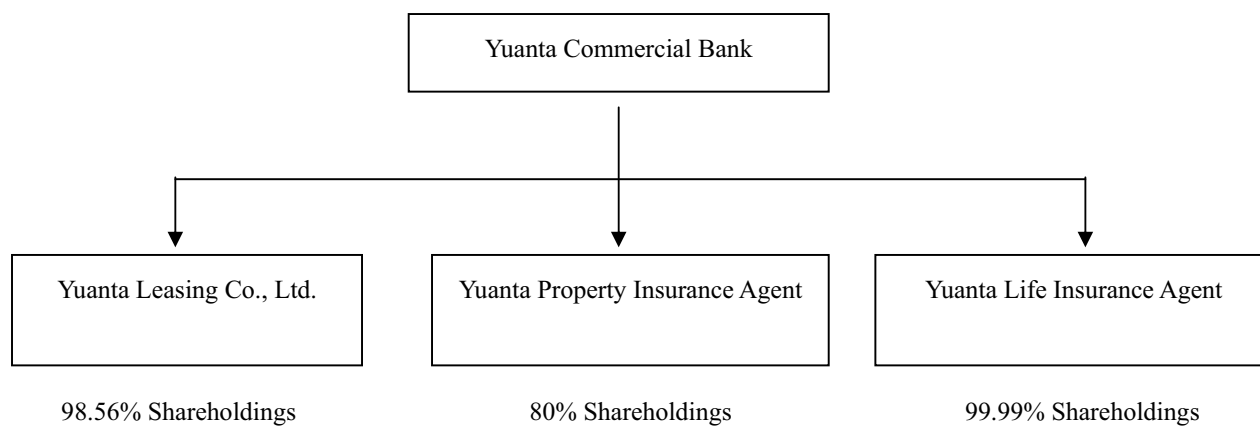 Yuanta Commercial Bank
Yuanta Leasing Co., Ltd.
Yuanta Property Insurance Agent
Yuanta Life Insurance Agent
98.56% Shareholdings
80% Shareholdings
99.99% Shareholdings